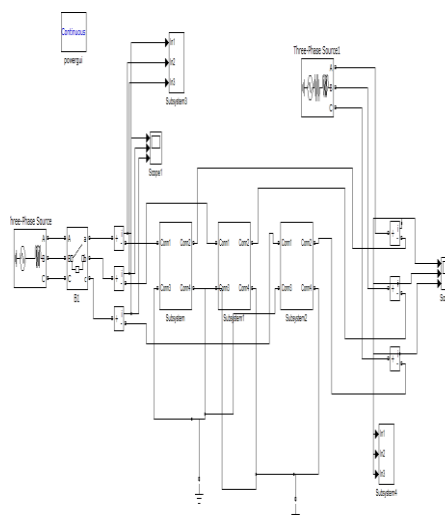 Continuous
powergui
In1
In2
In3
Subsystem3
Scope1
Three-Phase Source1
A
B
C
hree-Phase Source
A
B
C
A
B
C
a
b
c
B1
Conn1
Conn2
Conn3
Conn4
Subsystem
Conn1
Conn2
Conn3
Conn4
Subsystem1
Conn1
Conn2
Conn3
Conn4
Subsystem2
Sc
In1
In2
In3
Subsystem4